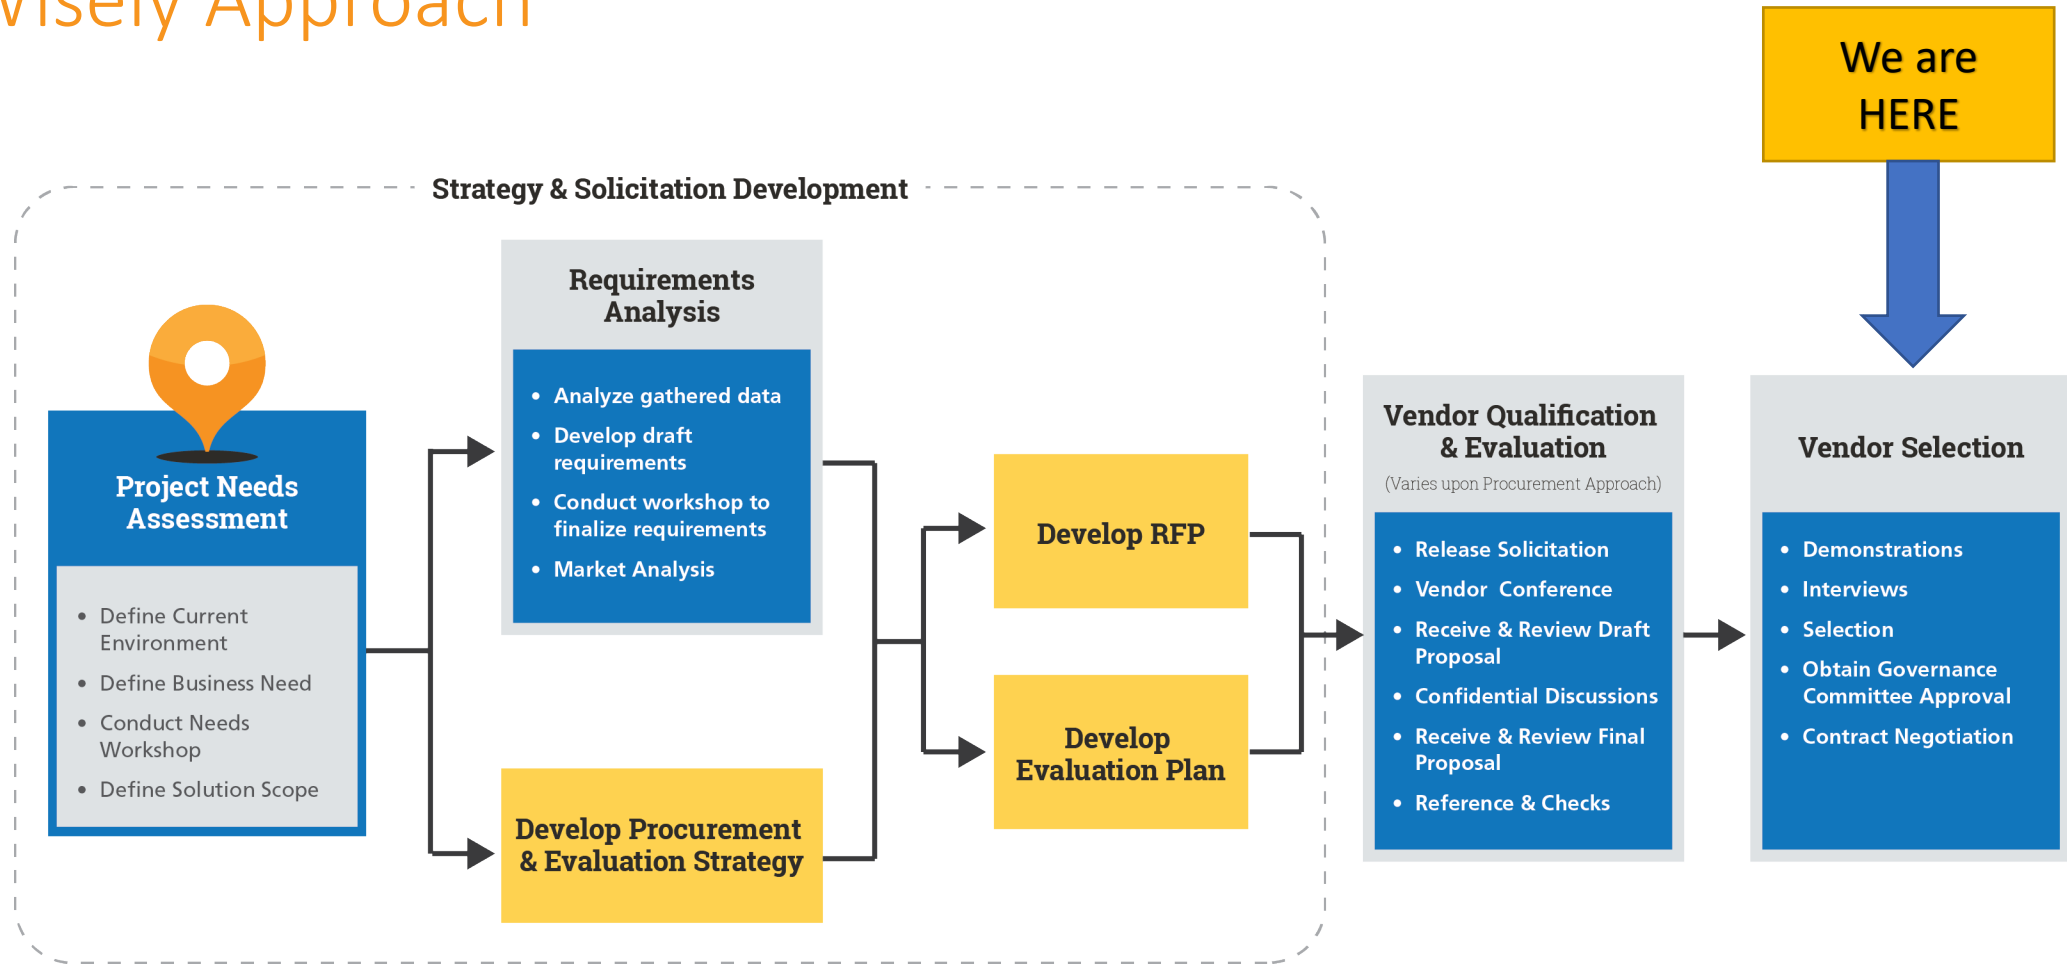 Wisely Approach
We are
HERE
Strategy & Solicitation Development
Project Needs
Assessment
• Define Current
Environment
• Define Business Need
• Conduct Needs
Workshop
• Define Solution Scope
Requirements
Analysis
• Analyze gathered data
• Develop draft
requirements
• Conduct workshop to
finalize requirements
• Market Analysis
Develop Procurement
& Evaluation Strategy
Develop RFP
Develop
Evaluation Plan
Vendor Qualification
& Evaluation
(Varies upon Procurement Approach)
• Release Solicitation
• Vendor Conference
• Receive & Review Draft
Proposal
• Confidential Discussions
• Receive & Review Final
Proposal
• Reference & Checks
Vendor Selection
• Demonstrations
• Interviews
• Selection
• Obtain Governance
Committee Approval
• Contract Negotiation